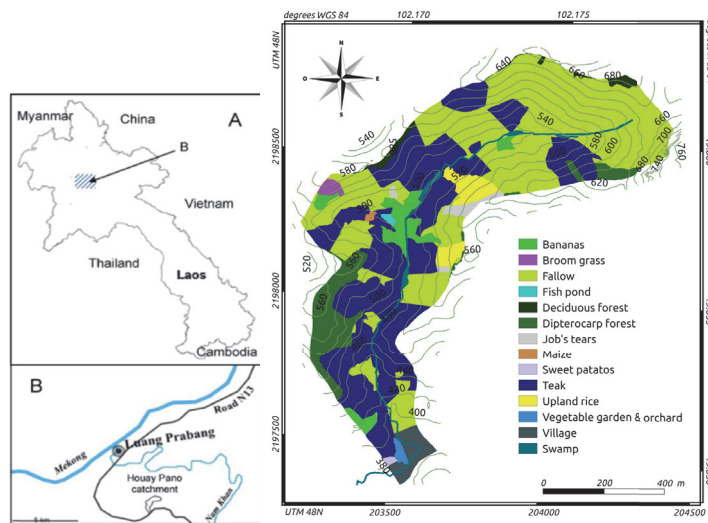 A
Myanmar
China
B
Vietnam
Thailand
Laos
Cambodia
B
Road N13
Luang Prabang
Mekong
Houay Pano
catchment
Nam Khan
degrees WGS 84
102.170
102.175
UTM 48N
2198500
2198000
2197500
N
O
E
S
640
660
680
540
540
580
580
600
660
700
760
740
680
620
520
560
560
560
400
380
Bananas
Broom grass
Fallow
Fish pond
Deciduous forest
Dipterocarp forest
Job's tears
Maize
Sweet patatos
Teak
Upland rice
Vegetable garden & orchard
Village
Swamp
0
200
400 m
UTM 48N
203500
204000
204500